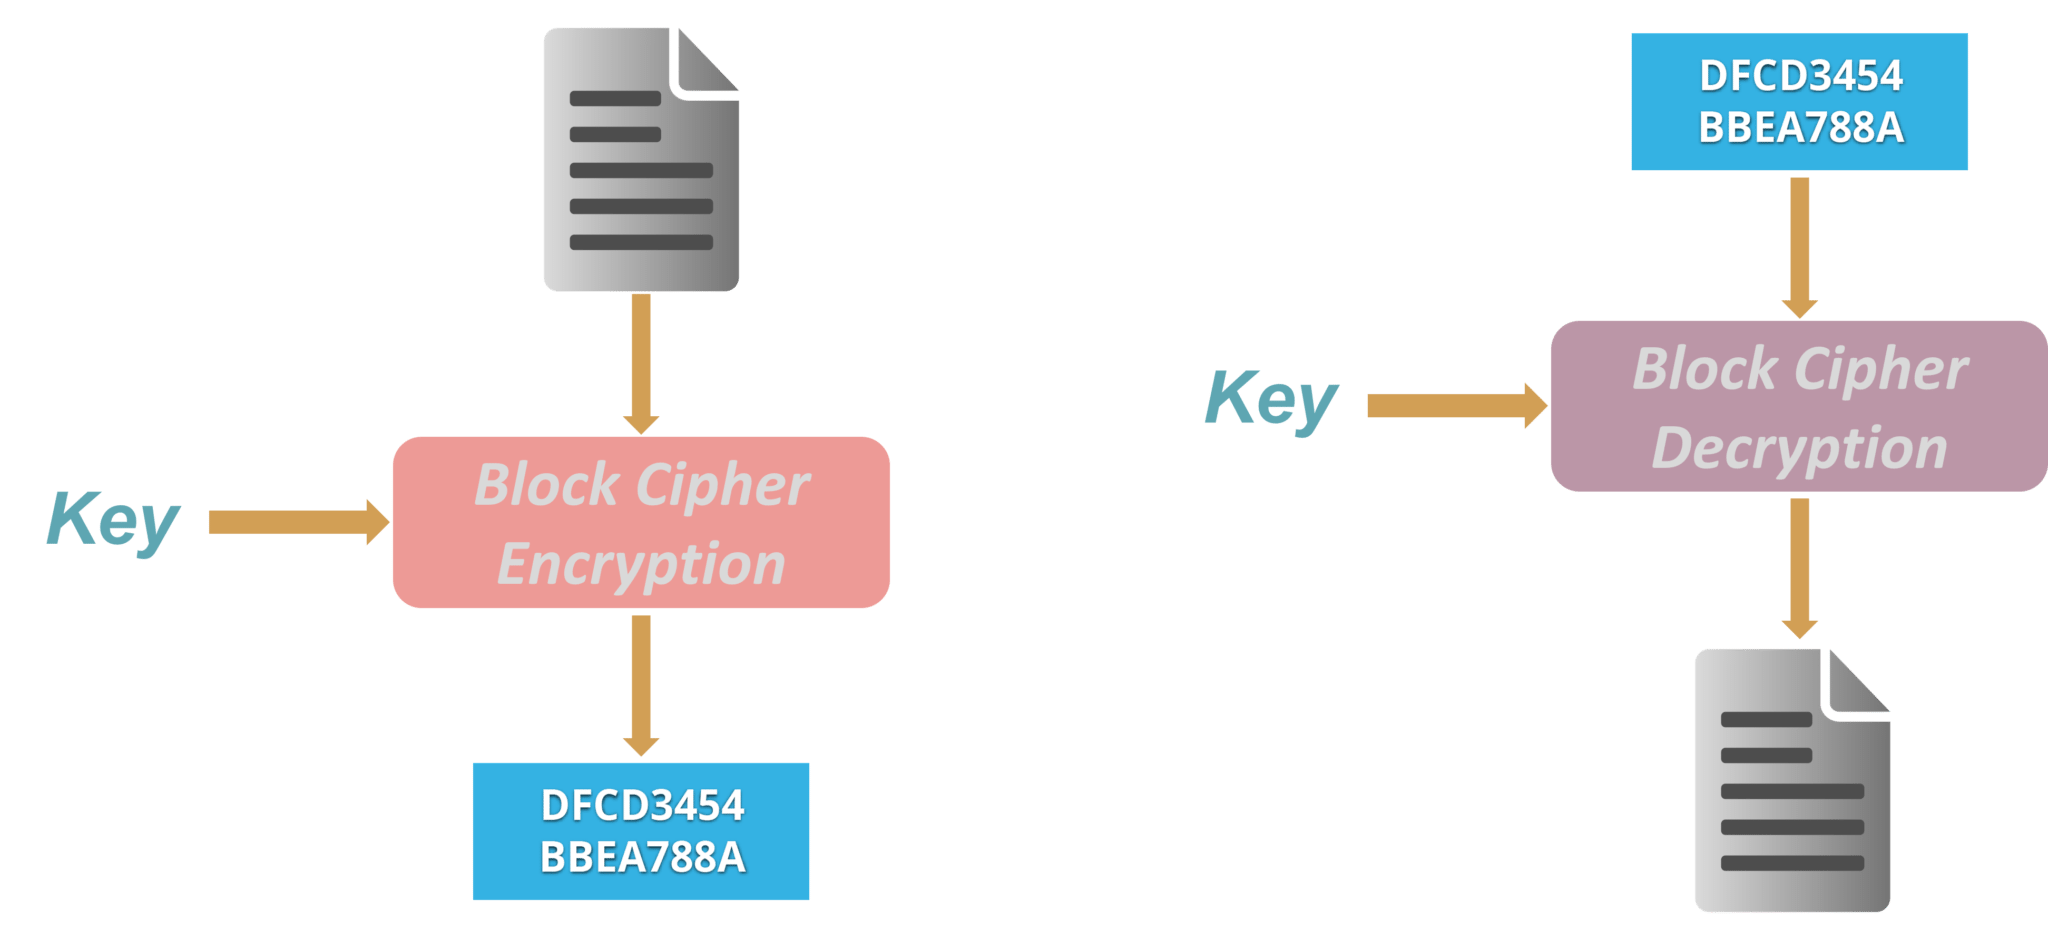 Key
Block Cipher
Encryption
DFCD3454
BBEA788A
DFCD3454
BBEA788A
Key
Block Cipher
Decryption